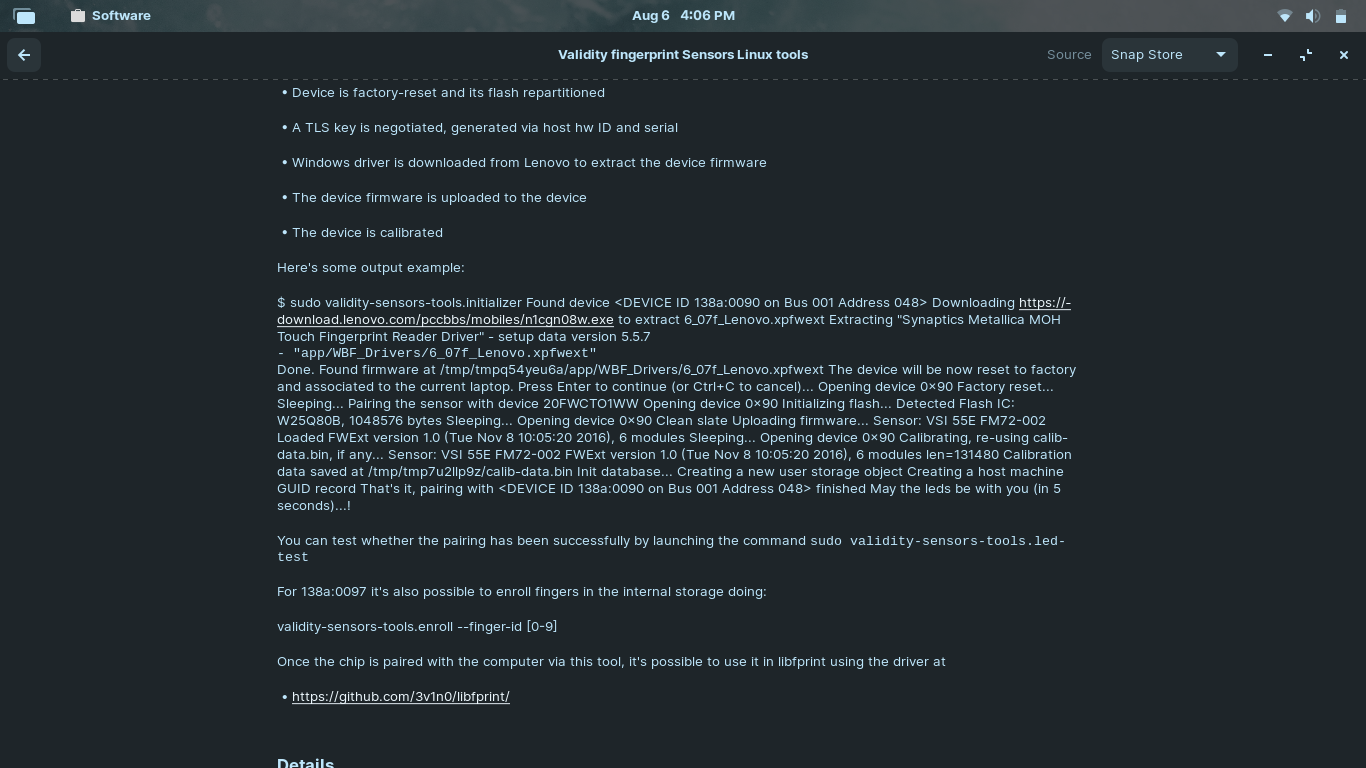 Software
Aug 6 4:06 PM
Validity fingerprint Sensors Linux tools
Source
Snap Store
• Device is factory-reset and its flash repartitioned
• A TLS key is negotiated, generated via host hw ID and serial
• Windows driver is downloaded from Lenovo to extract the device firmware
• The device firmware is uploaded to the device
• The device is calibrated
Here's some output example:
$ sudo validity-sensors-tools.initializer Found device <DEVICE ID 138a:0090 on Bus 001 Address 048> Downloading https://-
download.lenovo.com/pccbbs/mobiles/n1cgn08w.exe to extract 6_07f_Lenovo.xpfwext Extracting "Synaptics Metallica MOH
Touch Fingerprint Reader Driver" - setup data version 5.5.7
- "app/WBF_Drivers/6_07f_Lenovo.xpfwext"
Done. Found firmware at /tmp/tmpq54yeu6a/app/WBF_Drivers/6_07f_Lenovo.xpfwext The device will be now reset to factory
and associated to the current laptop. Press Enter to continue (or Ctrl+C to cancel)... Opening device 0×90 Factory reset...
Sleeping... Pairing the sensor with device 20FWCTO1WW Opening device 0×90 Initializing flash... Detected Flash IC:
W25Q80B, 1048576 bytes Sleeping... Opening device 0×90 Clean slate Uploading firmware... Sensor: VSI 55E FM72-002
Loaded FWExt version 1.0 (Tue Nov 8 10:05:20 2016), 6 modules Sleeping... Opening device 0×90 Calibrating, re-using calib-
data.bin, if any... Sensor: VSI 55E FM72-002 FWExt version 1.0 (Tue Nov 8 10:05:20 2016), 6 modules len=131480 Calibration
data saved at /tmp/tmp7u2llp9z/calib-data.bin Init database... Creating a new user storage object Creating a host machine
GUID record That's it, pairing with <DEVICE ID 138a:0090 on Bus 001 Address 048> finished May the leds be with you (in 5
seconds)...!
You can test whether the pairing has been successfully by launching the command sudo validity-sensors-tools.led-
test
For 138a:0097 it's also possible to enroll fingers in the internal storage doing:
validity-sensors-tools.enroll --finger-id [0-9]
Once the chip is paired with the computer via this tool, it's possible to use it in libfprint using the driver at
• https://github.com/3v1n0/libfprint/
Details